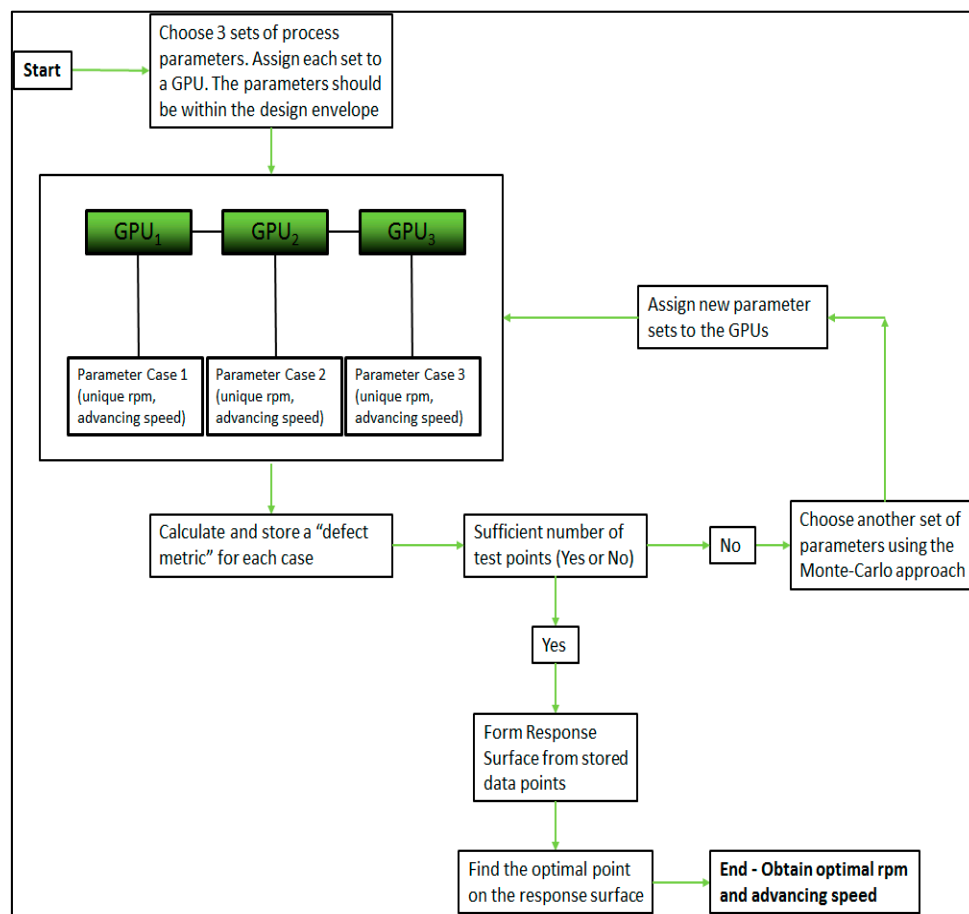 Start
Choose 3 sets of process
parameters. Assign each set to
a GPU. The parameters should
be within the design envelope
GPU₁
GPU₂
GPU₃
Parameter Case 1
(unique rpm,
advancing speed)
Parameter Case 2
(unique rpm,
advancing speed)
Parameter Case 3
(unique rpm,
advancing speed)
Assign new parameter
sets to the GPUs
Calculate and store a “defect
metric” for each case
Sufficient number of
test points (Yes or No)
No
Choose another set of
parameters using the
Monte-Carlo approach
Yes
Form Response
Surface from stored
data points
Find the optimal point
on the response surface
End - Obtain optimal rpm
and advancing speed